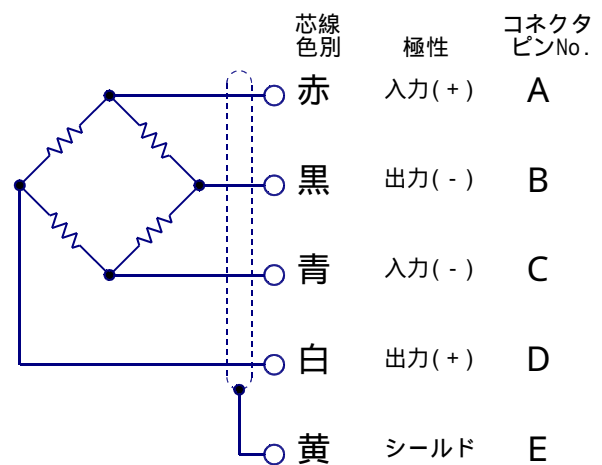 芯線
色別
極性
コネクタ
ピンNo.
赤 入力(+) A
黒 出力(-) B
青 入力(-) C
白 出力(+) D
黄 シールド E